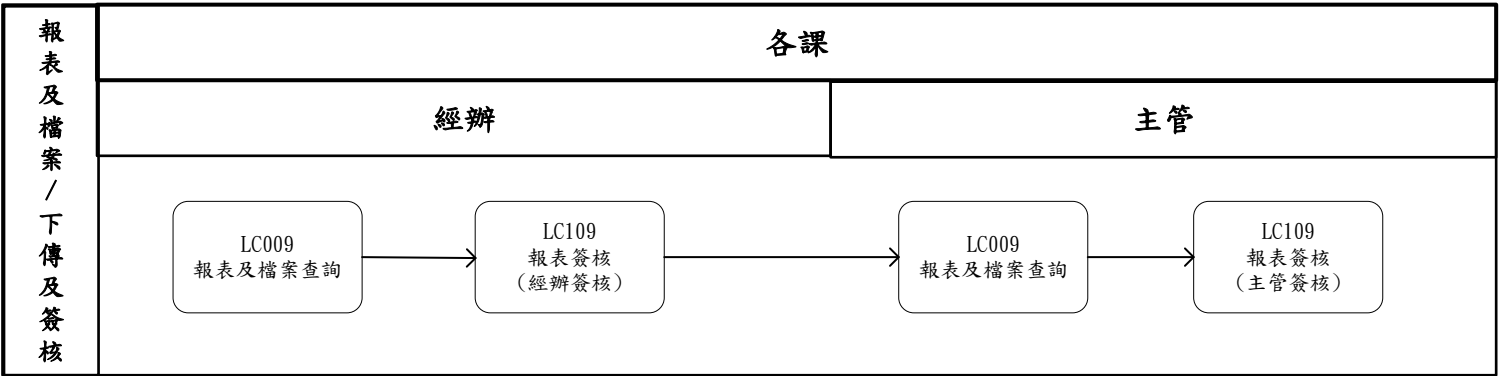 報
表
及
檔
案
/
下
傳
及
簽
核
各課
經辦
主管
LC009
報表及檔案查詢
LC109
報表簽核
(經辦簽核)
LC009
報表及檔案查詢
LC109
報表簽核
(主管簽核)